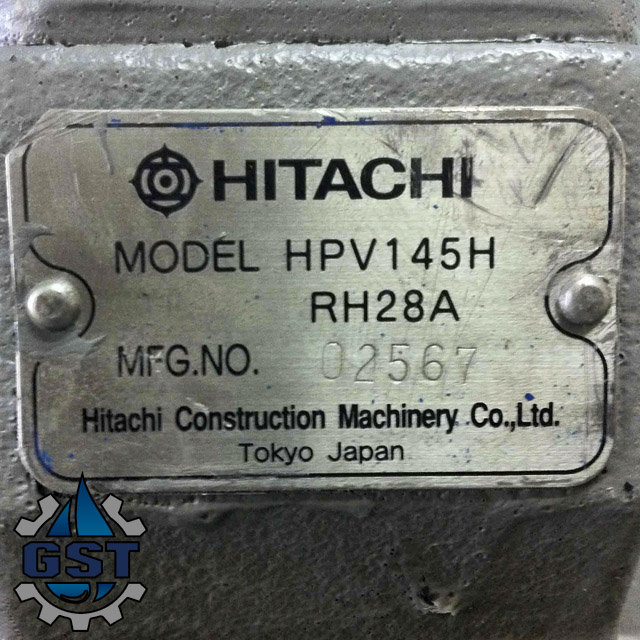 HITACHI
MODEL HPV145H
RH28A
MFG.NO. 02567
Hitachi Construction Machinery Co.,Ltd.
Tokyo Japan
GST